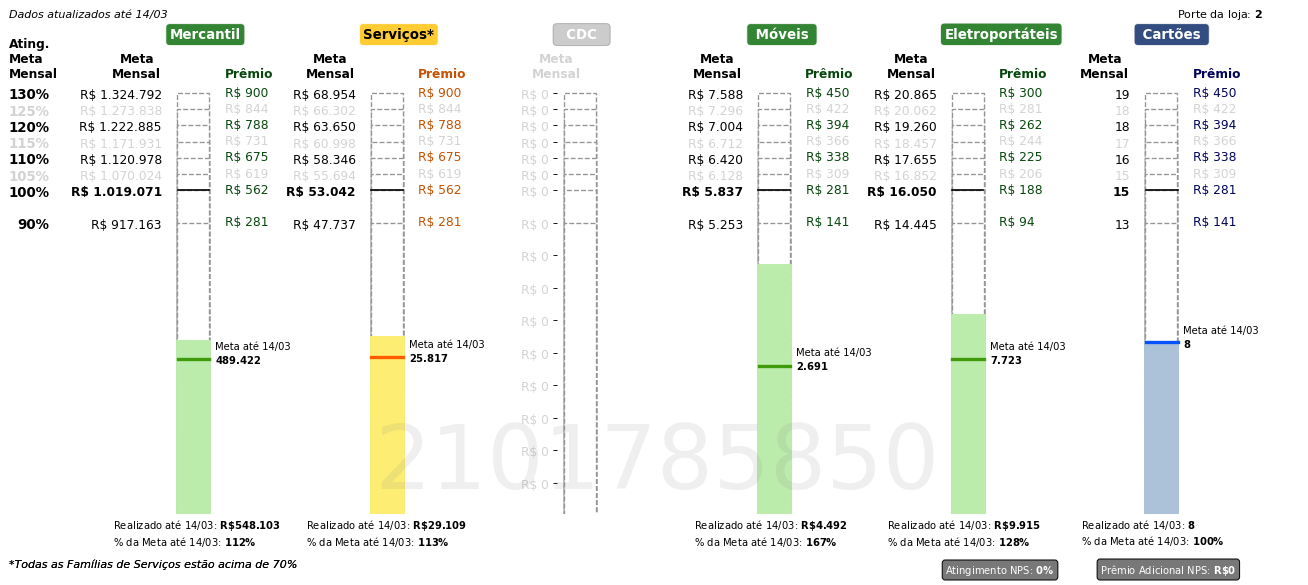 Dados atualizados até 14/03
Porte da loja: 2
Mercantil Serviços* CDC Móveis Eletroportáteis Cartões
Ating.
Meta Meta Meta Meta Meta Meta Meta
Mensal Mensal Prêmio Mensal Prêmio Mensal Mensal Prêmio Mensal Prêmio Mensal Prêmio
130% R$ 1.324.792 R$ 900 R$ 68.954 R$ 900 R$ 0 R$ 7.588 R$ 450 R$ 20.865 R$ 300 19 R$ 450
125% R$ 1.273.838 R$ 844 R$ 66.302 R$ 844 R$ 0 R$ 7.296 R$ 422 R$ 20.062 R$ 281 18 R$ 422
120% R$ 1.222.885 R$ 788 R$ 63.650 R$ 788 R$ 0 R$ 7.004 R$ 394 R$ 19.260 R$ 262 18 R$ 394
115% R$ 1.171.931 R$ 731 R$ 60.998 R$ 731 R$ 0 R$ 6.712 R$ 366 R$ 18.457 R$ 244 17 R$ 366
110% R$ 1.120.978 R$ 675 R$ 58.346 R$ 675 R$ 0 R$ 6.420 R$ 338 R$ 17.655 R$ 225 16 R$ 338
105% R$ 1.070.024 R$ 619 R$ 55.694 R$ 619 R$ 0 R$ 6.128 R$ 309 R$ 16.852 R$ 206 15 R$ 309
100% R$ 1.019.071 R$ 562 R$ 53.042 R$ 562 R$ 0 R$ 5.837 R$ 281 R$ 16.050 R$ 188 15 R$ 281
90% R$ 917.163 R$ 281 R$ 47.737 R$ 281 R$ 0 R$ 5.253 R$ 141 R$ 14.445 R$ 94 13 R$ 141
R$ 0
R$ 0
R$ 0
Meta até 14/03 Meta até 14/03 R$ 0 Meta até 14/03 Meta até 14/03 Meta até 14/03
489.422 25.817 2.691 7.723 8
R$ 0
R$ 0
R$ 0
R$ 0
2101785850
Realizado até 14/03: R$548.103 Realizado até 14/03: R$29.109 Realizado até 14/03: R$4.492 Realizado até 14/03: R$9.915 Realizado até 14/03: 8
% da Meta até 14/03: 112% % da Meta até 14/03: 113% % da Meta até 14/03: 167% % da Meta até 14/03: 128% % da Meta até 14/03: 100%
*Todas as Famílias de Serviços estão acima de 70%
Atingimento NPS: 0% Prêmio Adicional NPS: R$0